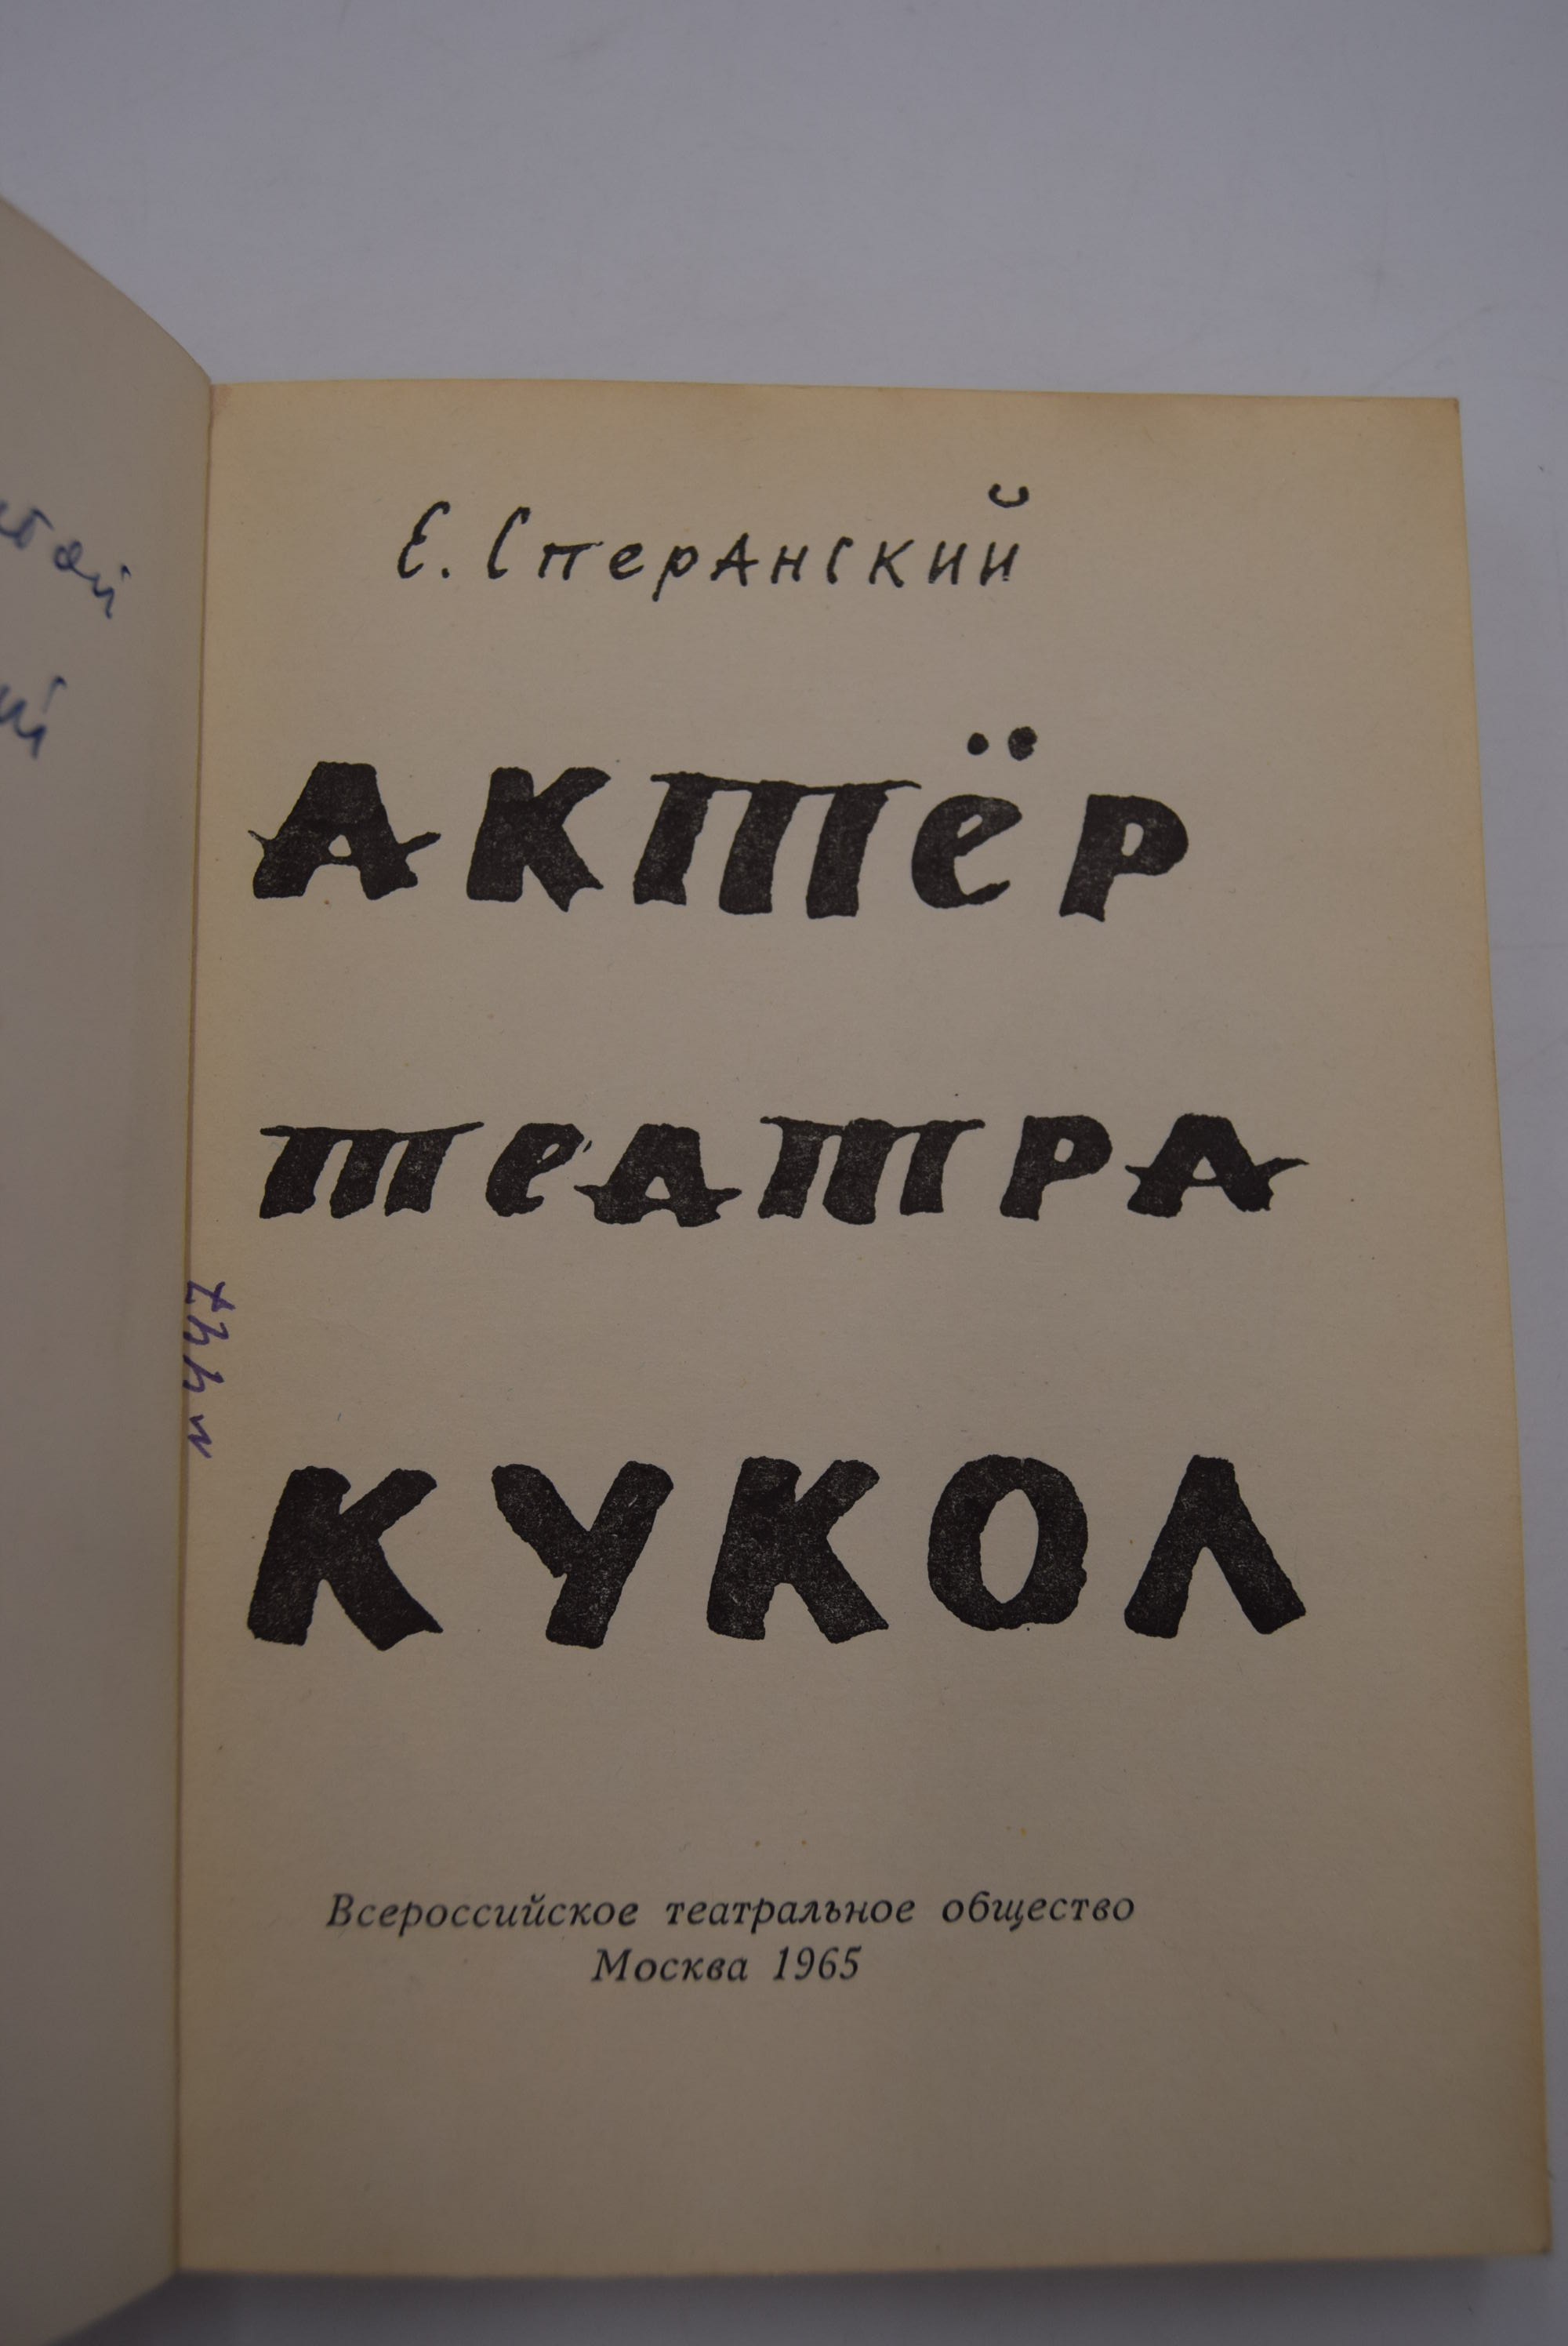 Е. Сперанский
Актёр
театра
кукол
Всероссийское театральное общество
Москва 1965